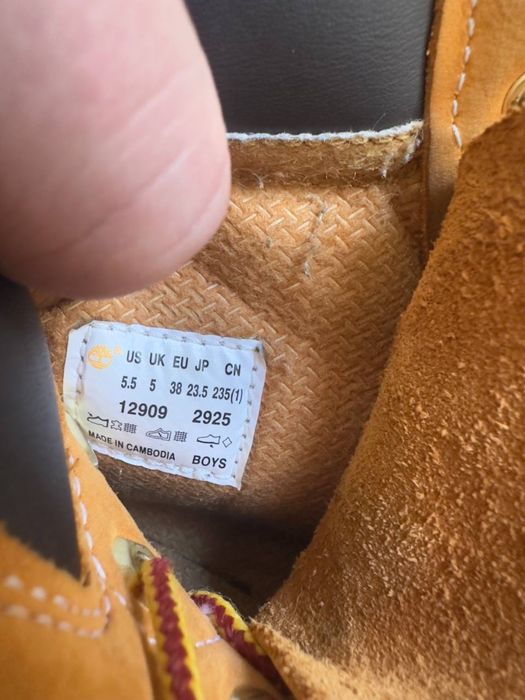 US UK EU JP CN
5.5 5 38 23.5 235(1)
12909 2925
MADE IN CAMBODIA BOYS